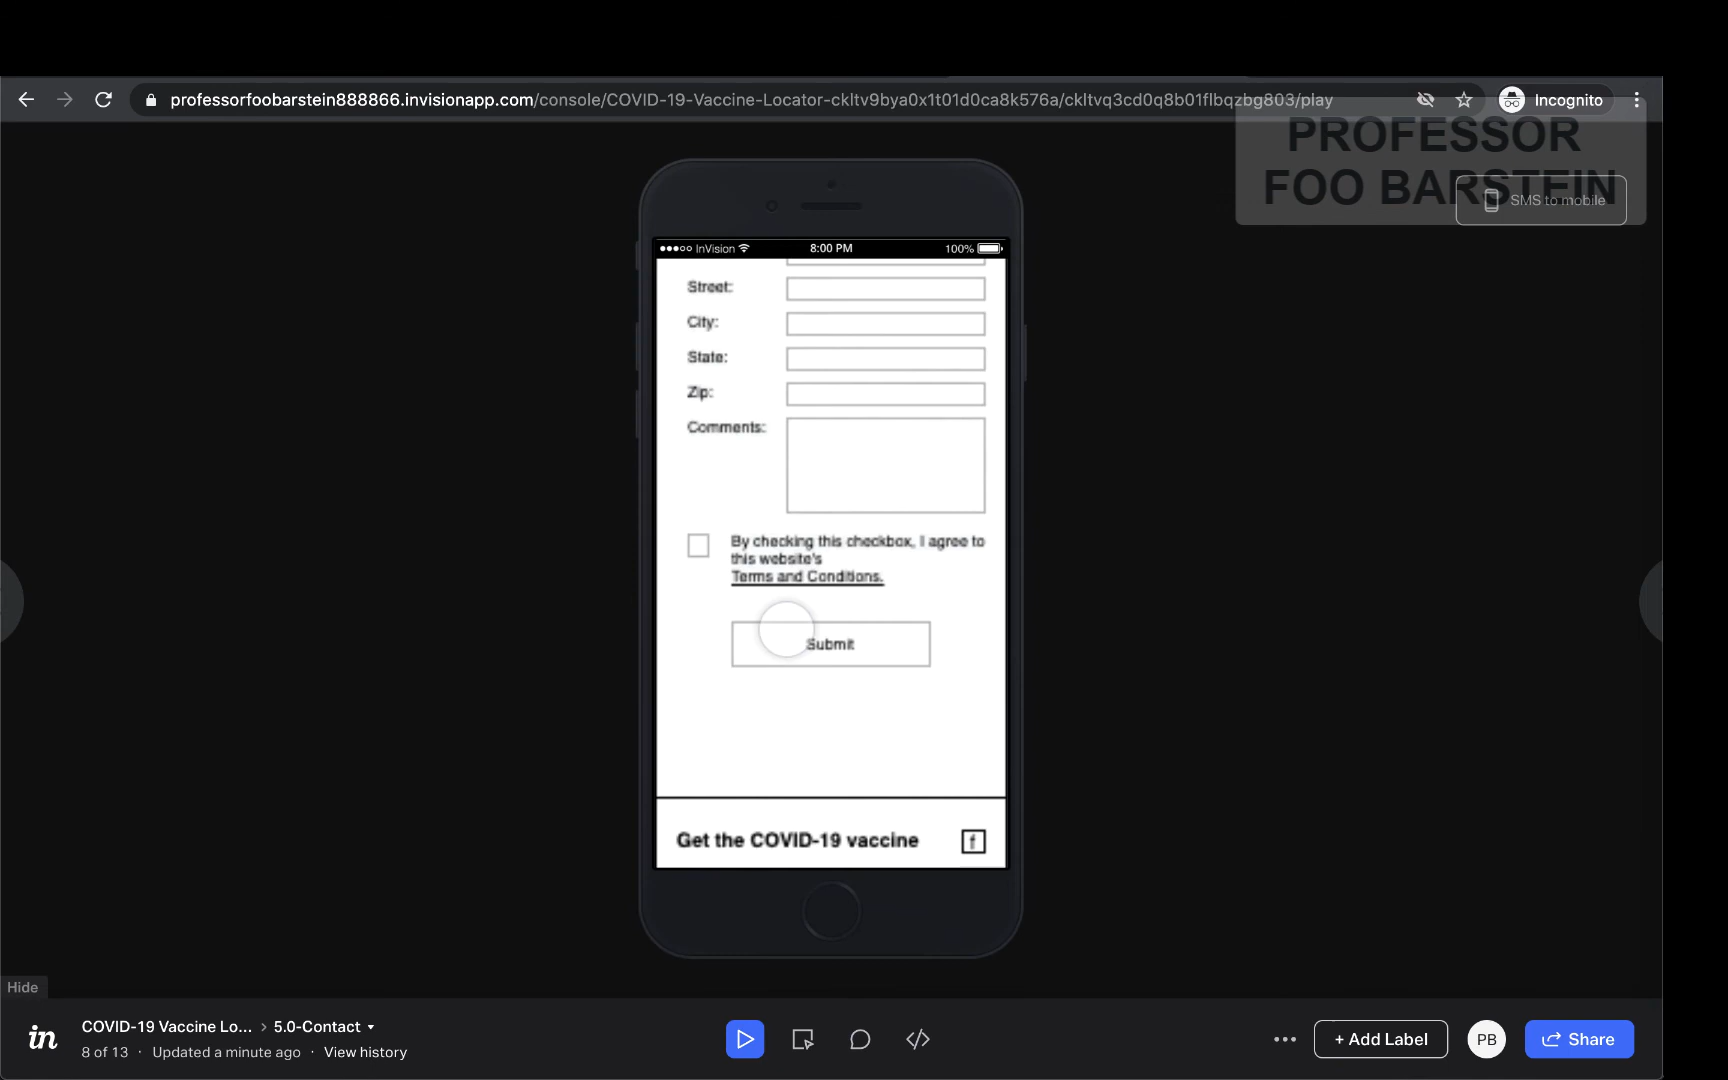 professorfoobarstein888866.invisionapp.com/console/COVID-19-Vaccine-Locator-ckltv9bya0x1t01d0ca8k576a/ckltvq3cd0q8b01flbqzbg803/play
Incognito
PROFESSOR
FOO BARSTEIN
SMS to mobile
InVision
8:00 PM
100%
Street:
City:
State:
Zip:
Comments:
By checking this checkbox, I agree to
this website's
Terms and Conditions.
Submit
Get the COVID-19 vaccine
f
Hide
in
COVID-19 Vaccine Lo... > 5.0-Contact
8 of 13 · Updated a minute ago · View history
+ Add Label
PB
Share